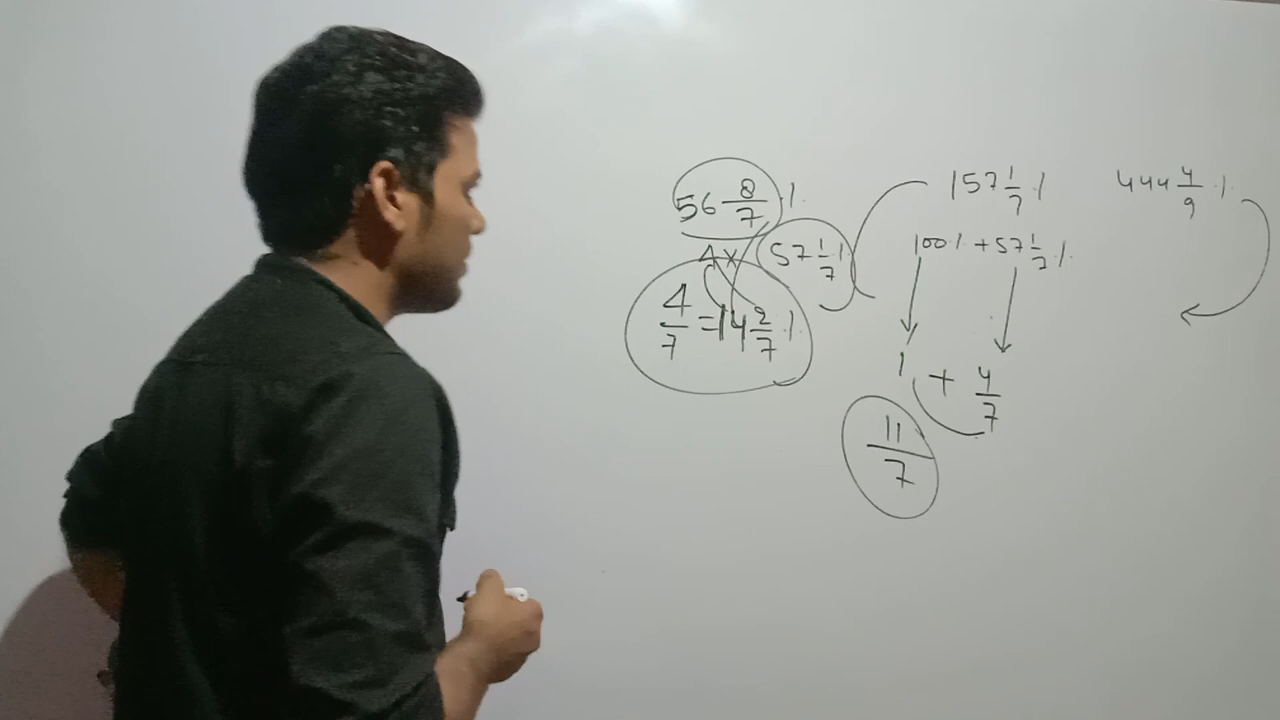 56 8/7 %
4 × 57 1/7 %
4/7 = 14 2/7 %
157 1/7 %
100% + 57 1/7 %
1 + 4/7
11/7
444 4/9 %